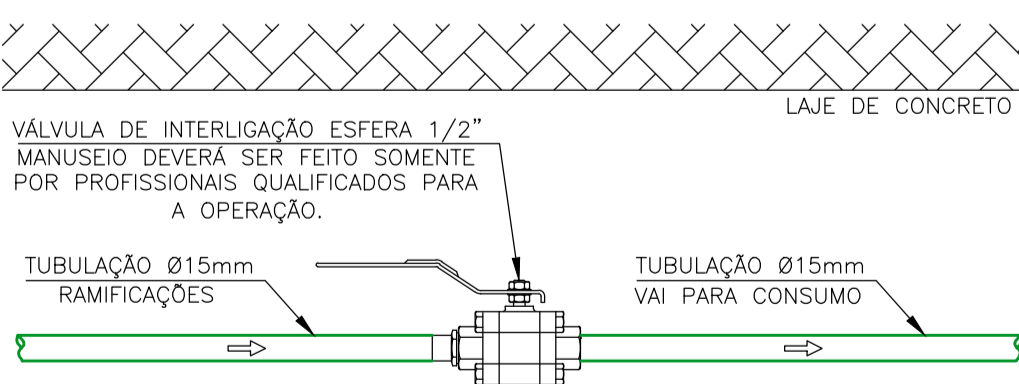 LAJE DE CONCRETO
VÁLVULA DE INTERLIGAÇÃO ESFERA 1/2"
MANUSEIO DEVERÁ SER FEITO SOMENTE
POR PROFISSIONAIS QUALIFICADOS PARA
A OPERAÇÃO.
TUBULAÇÃO Ø15mm
RAMIFICAÇÕES
TUBULAÇÃO Ø15mm
VAI PARA CONSUMO